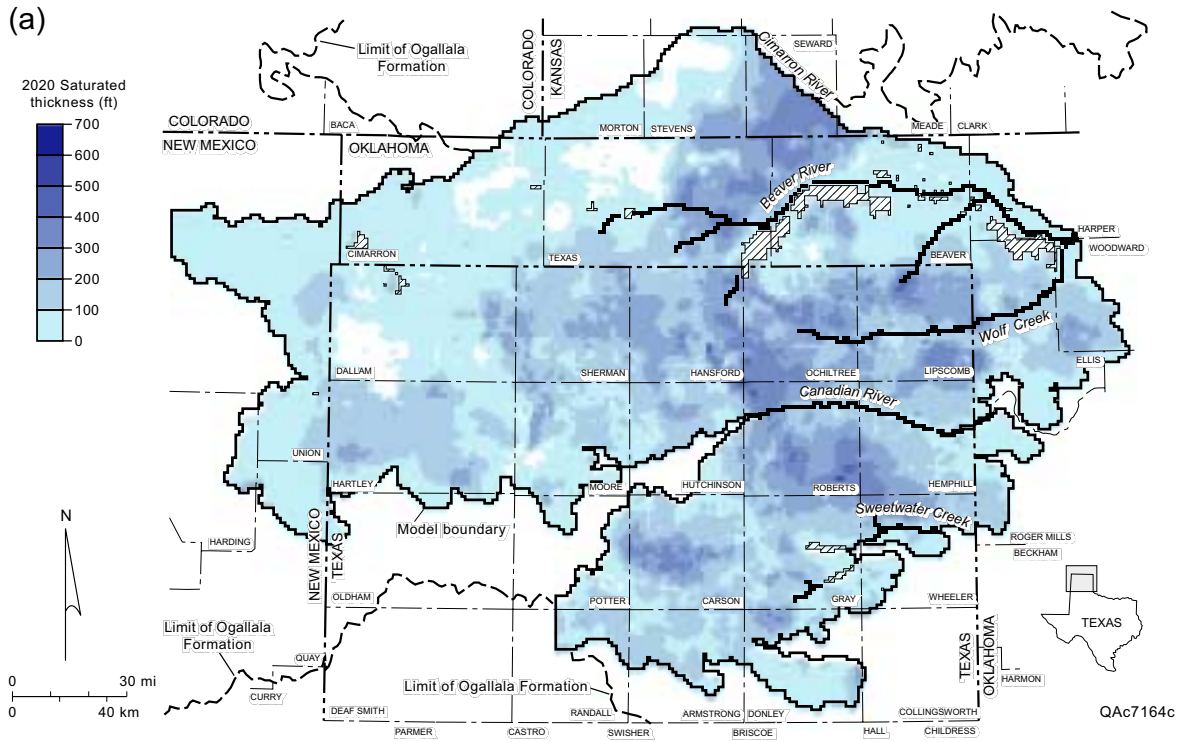 (a)
Limit of Ogallala
Formation
2020 Saturated
thickness (ft)
700
600
500
400
300
200
100
0
COLORADO
NEW MEXICO
COLORADO
KANSAS
SEWARD
Cimarron River
BACA
OKLAHOMA
MORTON
STEVENS
MEADE
CLARK
Beaver River
HARPER
WOODWARD
CIMARRON
TEXAS
BEAVER
Wolf Creek
ELLIS
DALLAM
SHERMAN
HANSFORD
OCHILTREE
LIPSCOMB
Canadian River
UNION
HARTLEY
MOORE
HUTCHINSON
ROBERTS
HEMPHILL
Model boundary
Sweetwater Creek
N
HARDING
NEW MEXICO
TEXAS
ROGER MILLS
BECKHAM
OLDHAM
POTTER
CARSON
GRAY
WHEELER
TEXAS
Limit of Ogallala
Formation
QUAY
TEXAS
OKLAHOMA
HARMON
0 30 mi
0 40 km
CURRY
Limit of Ogallala Formation
DEAF SMITH
RANDALL
ARMSTRONG
DONLEY
COLLINGSWORTH
QAc7164c
PARMER
CASTRO
SWISHER
BRISCOE
HALL
CHILDRESS